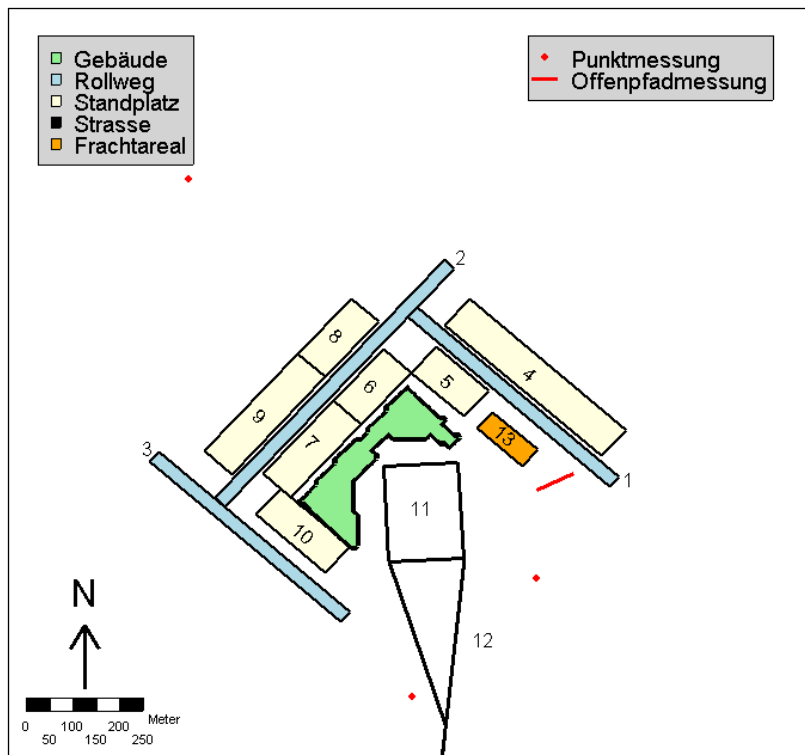 Gebäude
Rollweg
Standplatz
Strasse
Frachtareal
Punktmessung
Offenpfadmessung
2
8
4
6
5
9
7
13
3
1
11
10
N
12
Meter
0 100 200
50 150 250